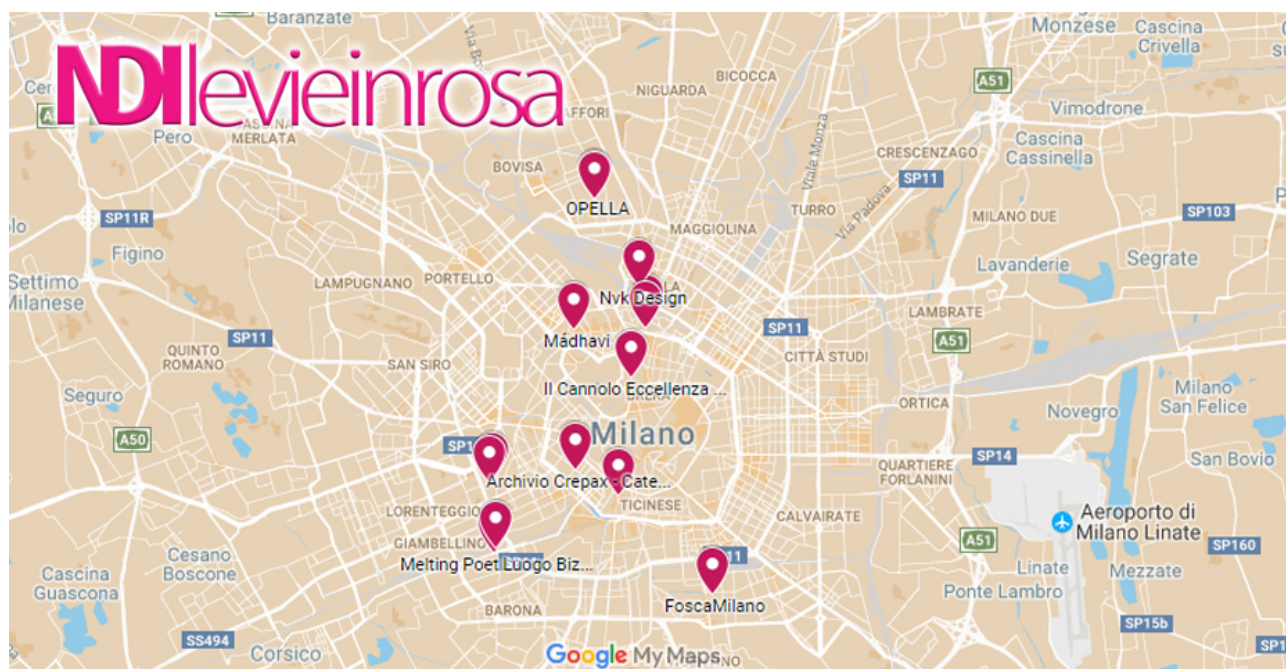 NDIlevieinrosa
Baranzate
Monzese
Cascina
Crivella
BICOCCA
NIGUARDA
A51
Vimodrone
Pero
MERLATA
BOVISA
Viale Monza
CRESCENZAGO
Cascina
Cassinella
SP11
OPELLA
TURRO
Via Padova
MILANO DUE
SP103
SP11R
MAGGIOLINA
Figino
Settimo
Milanese
LAMPUGNANO
PORTELLO
Lavanderie
Segrate
Nvk Design
LAMBRATE
SP11
SP11
Mádhavi
A51
QUINTO
ROMANO
SAN SIRO
CITTÀ STUDI
Il Cannolo Eccellenza ...
BRERA
Seguro
ORTICA
Novegro
Milano
San Felice
A50
Milano
SP14
San Bovio
Archivio Crepax - Cate...
QUARTIERE
FORLANINI
TICINESE
LORENTEGGIO
CALVAIRATE
Aeroporto di
Milano Linate
GIAMBELLINO
A51
SP160
Cesano
Boscone
Melting Poet Luogo Biz...
Linate
Mezzate
Cascina
Guascona
FoscaMilano
Ponte Lambro
BARONA
SP15b
SS494
Corsico
Google My Maps